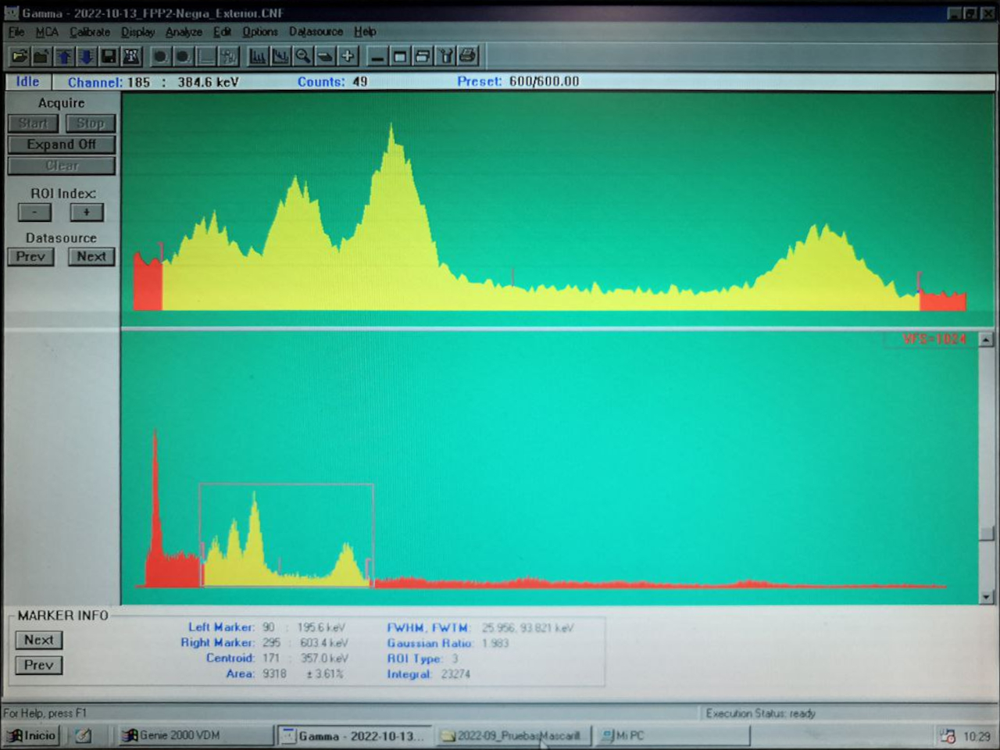 Gamma - 2022-10-13_FPP2-Negra_Exterior.CNF
File MCA Calibrate Display Analyze Edit Options Datasource Help
Idle Channel: 185 : 384.6 keV Counts: 49 Preset: 600/600.00
Acquire
Start Stop
Expand Off
Clear
ROI Index:
- +
Datasource
Prev Next
VFS=1024
MARKER INFO
Next
Prev
Left Marker: 90 : 195.6 keV FWHM, FWTM: 25.956, 93.821 keV
Right Marker: 295 : 603.4 keV Gaussian Ratio: 1.983
Centroid: 171 : 357.0 keV ROI Type: 3
Area: 9318 ± 3.61% Integral: 23274
For Help, press F1 Execution Status: ready
Inicio Genie 2000 VDM Gamma - 2022-10-13... 2022-09_PruebasMascarill Mi PC 10:29